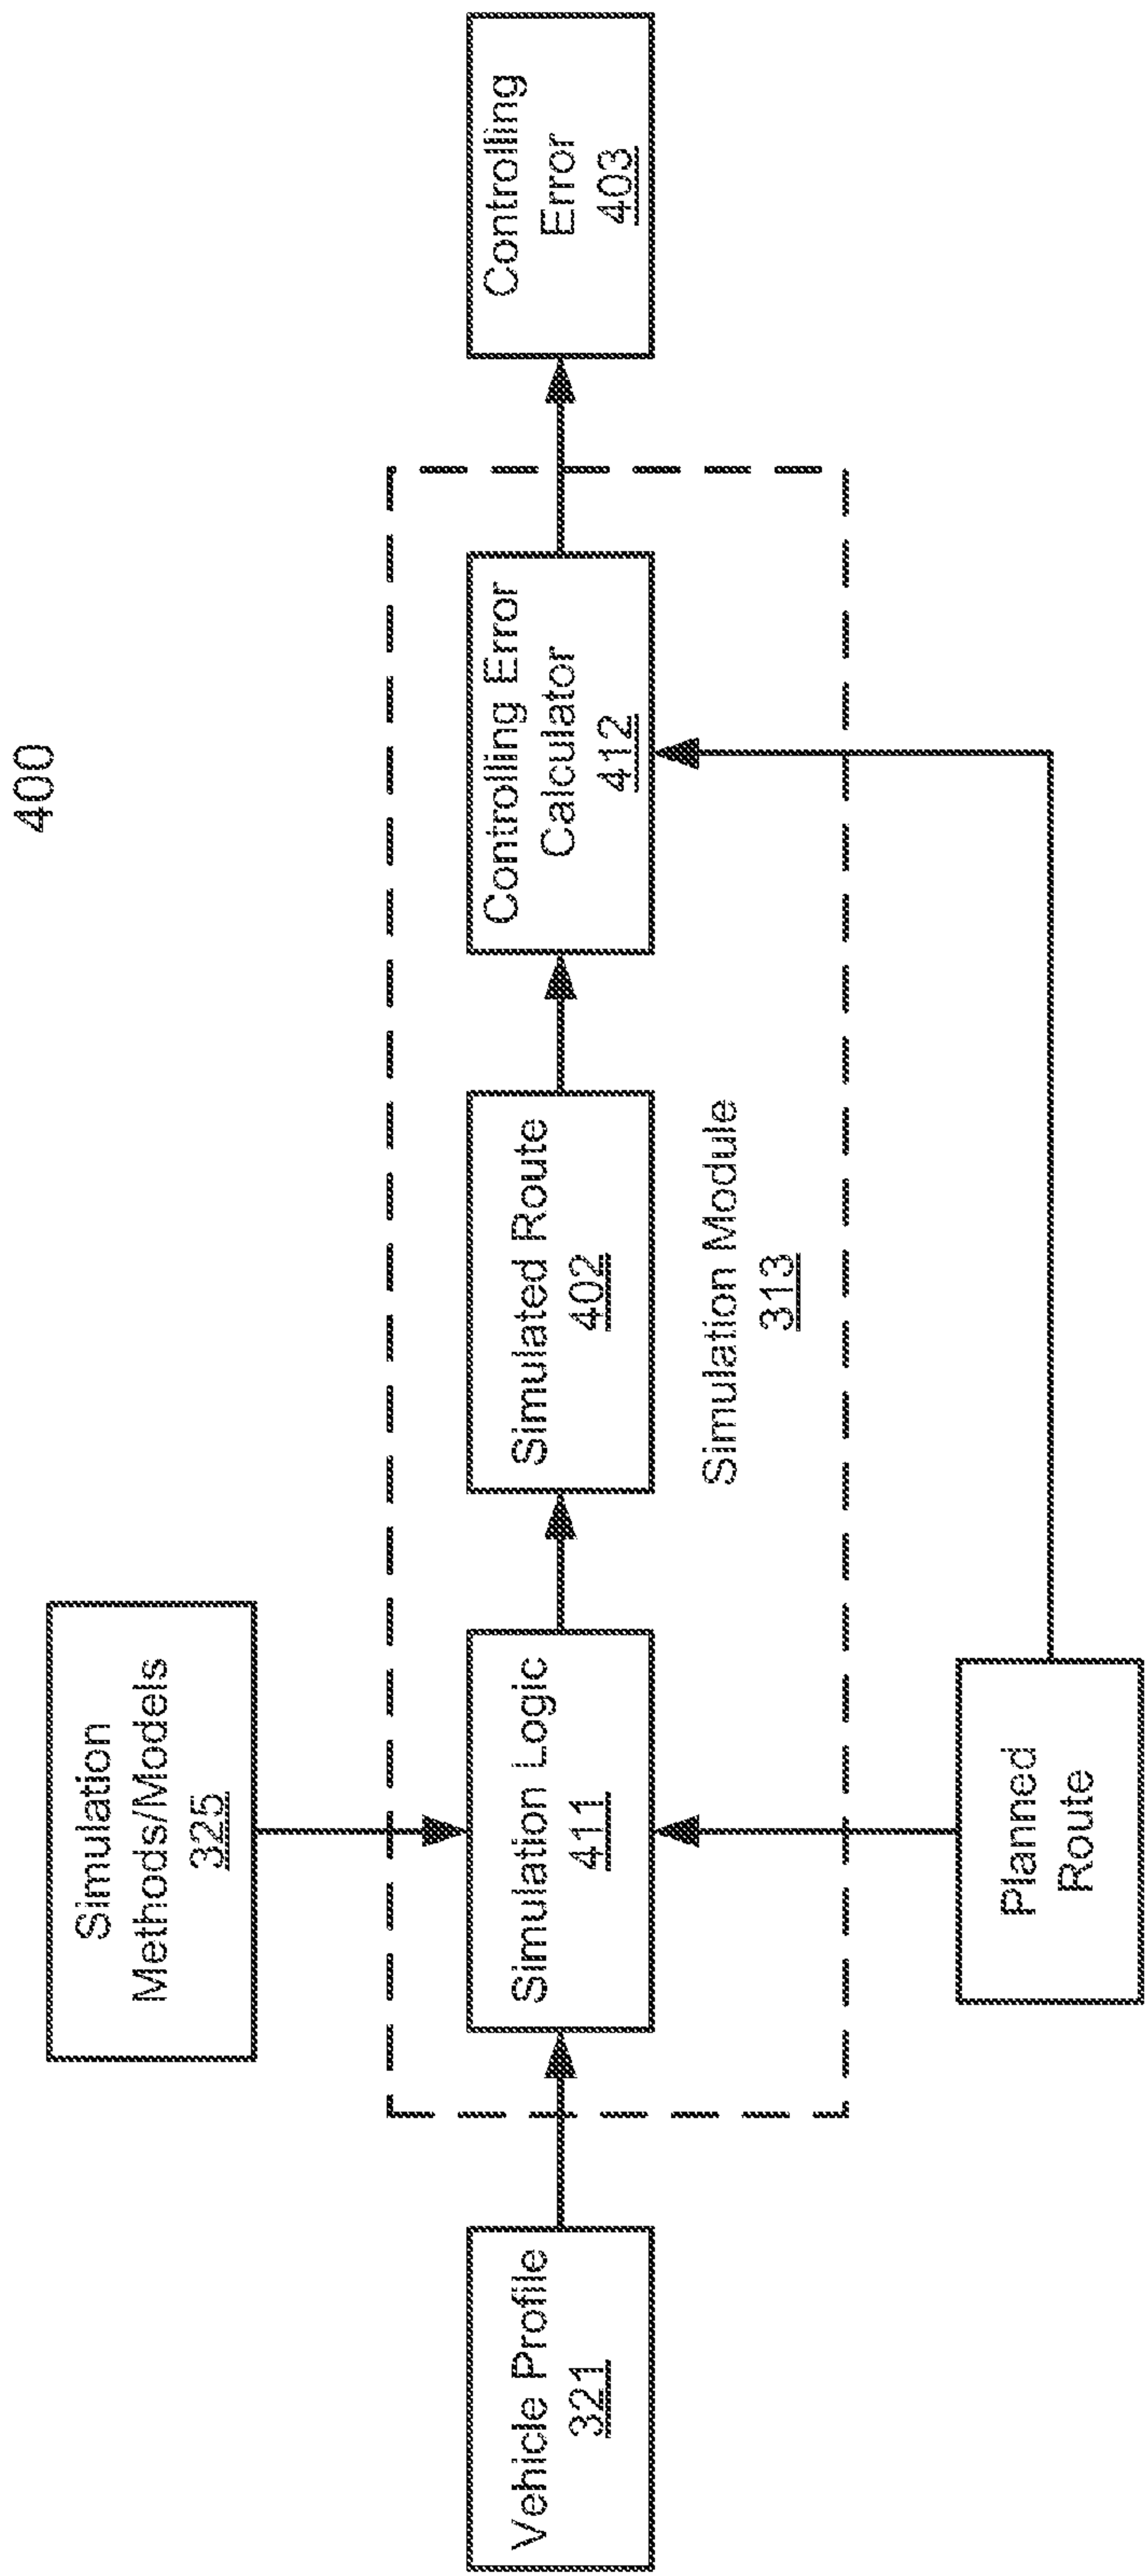 400
Simulation
Methods/Models
325
Vehicle Profile
321
Simulation Logic
411
Simulated Route
402
Controlling Error
Calculator
412
Controlling
Error
403
Simulation Module
313
Planned
Route